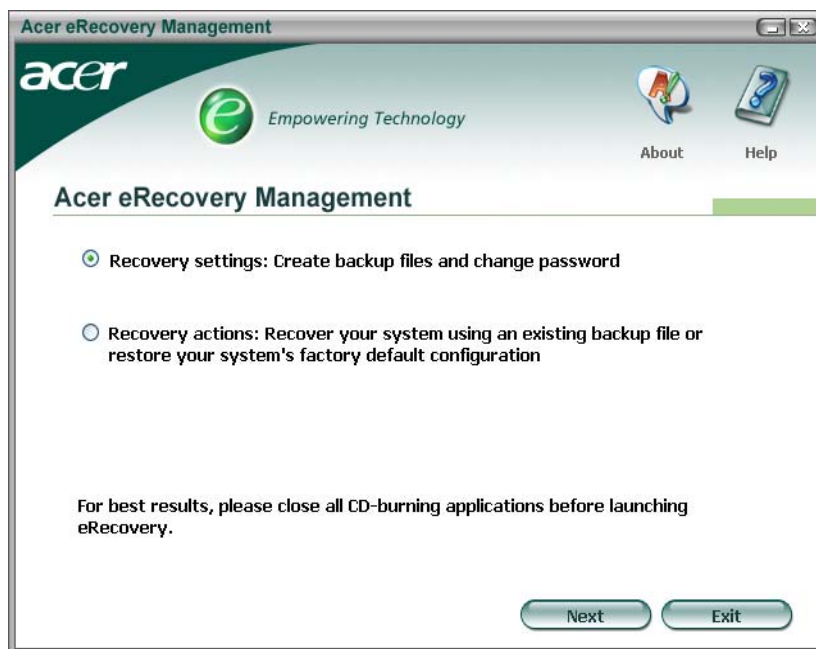 Acer eRecovery Management
acer
e Empowering Technology
About Help
Acer eRecovery Management
Recovery settings: Create backup files and change password
Recovery actions: Recover your system using an existing backup file or
restore your system's factory default configuration
For best results, please close all CD-burning applications before launching
eRecovery.
Next Exit